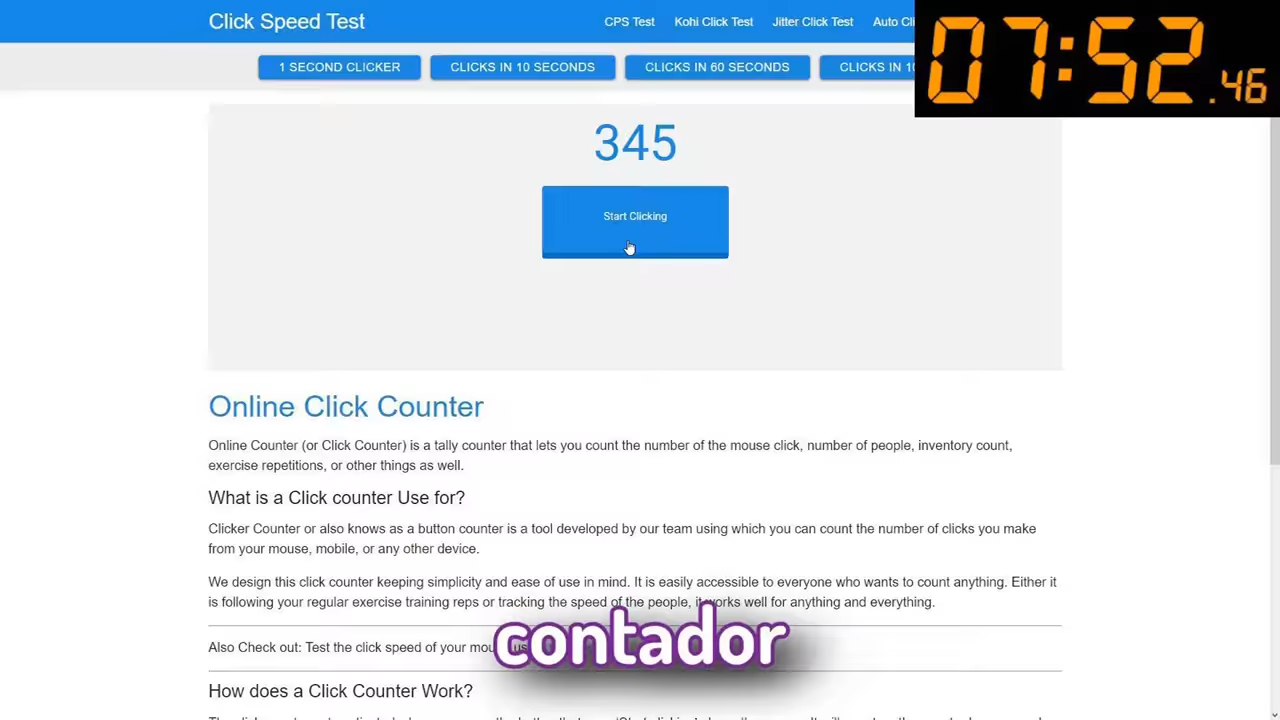 Click Speed Test
CPS Test Kohi Click Test Jitter Click Test Auto Cli
07:52.46
1 SECOND CLICKER CLICKS IN 10 SECONDS CLICKS IN 60 SECONDS CLICKS IN 10
345
Start Clicking
Online Click Counter
Online Counter (or Click Counter) is a tally counter that lets you count the number of the mouse click, number of people, inventory count,
exercise repetitions, or other things as well.
What is a Click counter Use for?
Clicker Counter or also knows as a button counter is a tool developed by our team using which you can count the number of clicks you make
from your mouse, mobile, or any other device.
We design this click counter keeping simplicity and ease of use in mind. It is easily accessible to everyone who wants to count anything. Either it
is following your regular exercise training reps or tracking the speed of the people, it works well for anything and everything.
contador
Also Check out: Test the click speed of your mou
How does a Click Counter Work?